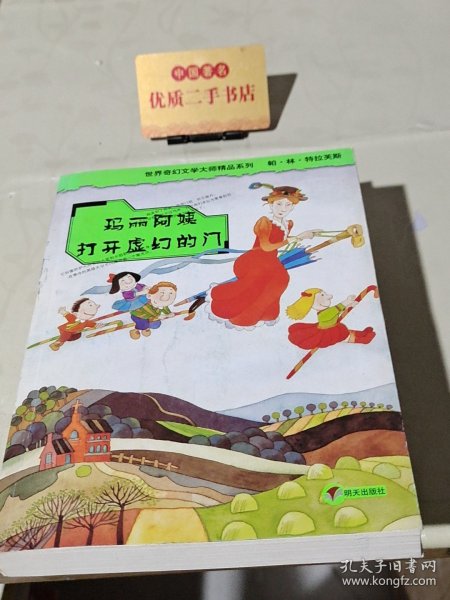 中国著名
优质二手书店
世界奇幻文学大师精品系列 帕·林·特拉芙斯
玛丽阿姨
打开虚幻的门
明天出版社
孔夫子旧书网
www.kongfz.com